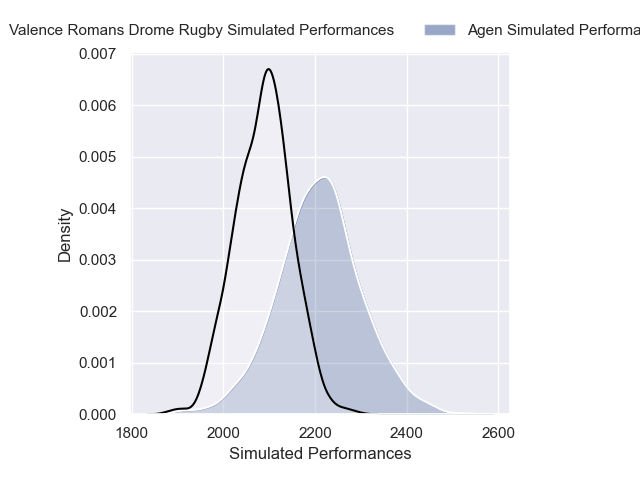 Valence Romans Drome Rugby Simulated Performances
Agen Simulated Performa
0.007
0.006
0.005
0.004
0.003
0.002
0.001
0.000
Density
1800 2000 2200 2400 2600
Simulated Performances